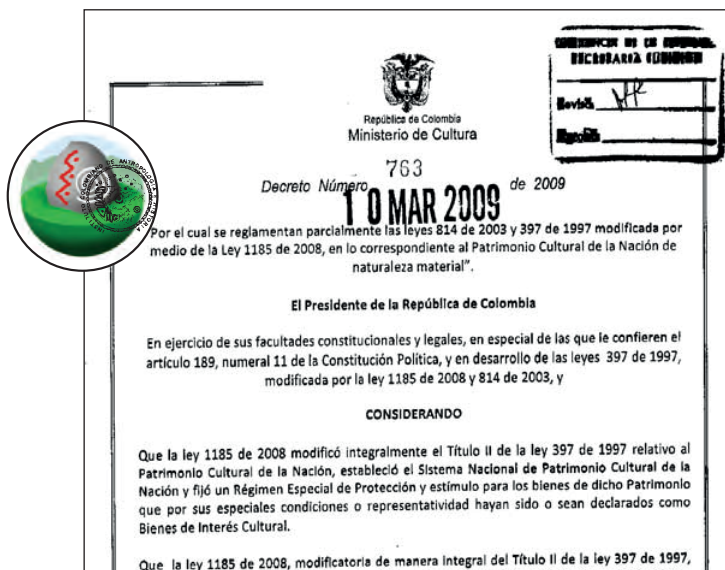 SECRETARIA
Revisó
República de Colombia
Ministerio de Cultura
763
Decreto Número de 2009
10 MAR 2009
INSTITUTO COLOMBIANO DE ANTROPOLOGIA E HISTORIA
Por el cual se reglamentan parcialmente las leyes 814 de 2003 y 397 de 1997 modificada por
medio de la Ley 1185 de 2008, en lo correspondiente al Patrimonio Cultural de la Nación de
naturaleza material".
El Presidente de la República de Colombia
En ejercicio de sus facultades constitucionales y legales, en especial de las que le confieren el
artículo 189, numeral 11 de la Constitución Política, y en desarrollo de las leyes 397 de 1997,
modificada por la ley 1185 de 2008 y 814 de 2003, y
CONSIDERANDO
Que la ley 1185 de 2008 modificó integralmente el Título II de la ley 397 de 1997 relativo al
Patrimonio Cultural de la Nación, estableció el Sistema Nacional de Patrimonio Cultural de la
Nación y fijó un Régimen Especial de Protección y estímulo para los bienes de dicho Patrimonio
que por sus especiales condiciones o representatividad hayan sido o sean declarados como
Bienes de Interés Cultural.
Que la ley 1185 de 2008, modificatoria de manera integral del Título II de la ley 397 de 1997,